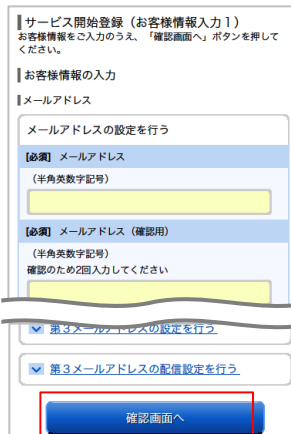 サービス開始登録（お客様情報入力1）
お客様情報をご入力のうえ、「確認画面へ」ボタンを押して
ください。
お客様情報の入力
メールアドレス
メールアドレスの設定を行う
[必須] メールアドレス
（半角英数字記号）
[必須] メールアドレス（確認用）
（半角英数字記号）
確認のため2回入力してください
第３メールアドレスの設定を行う
第３メールアドレスの配信設定を行う
確認画面へ